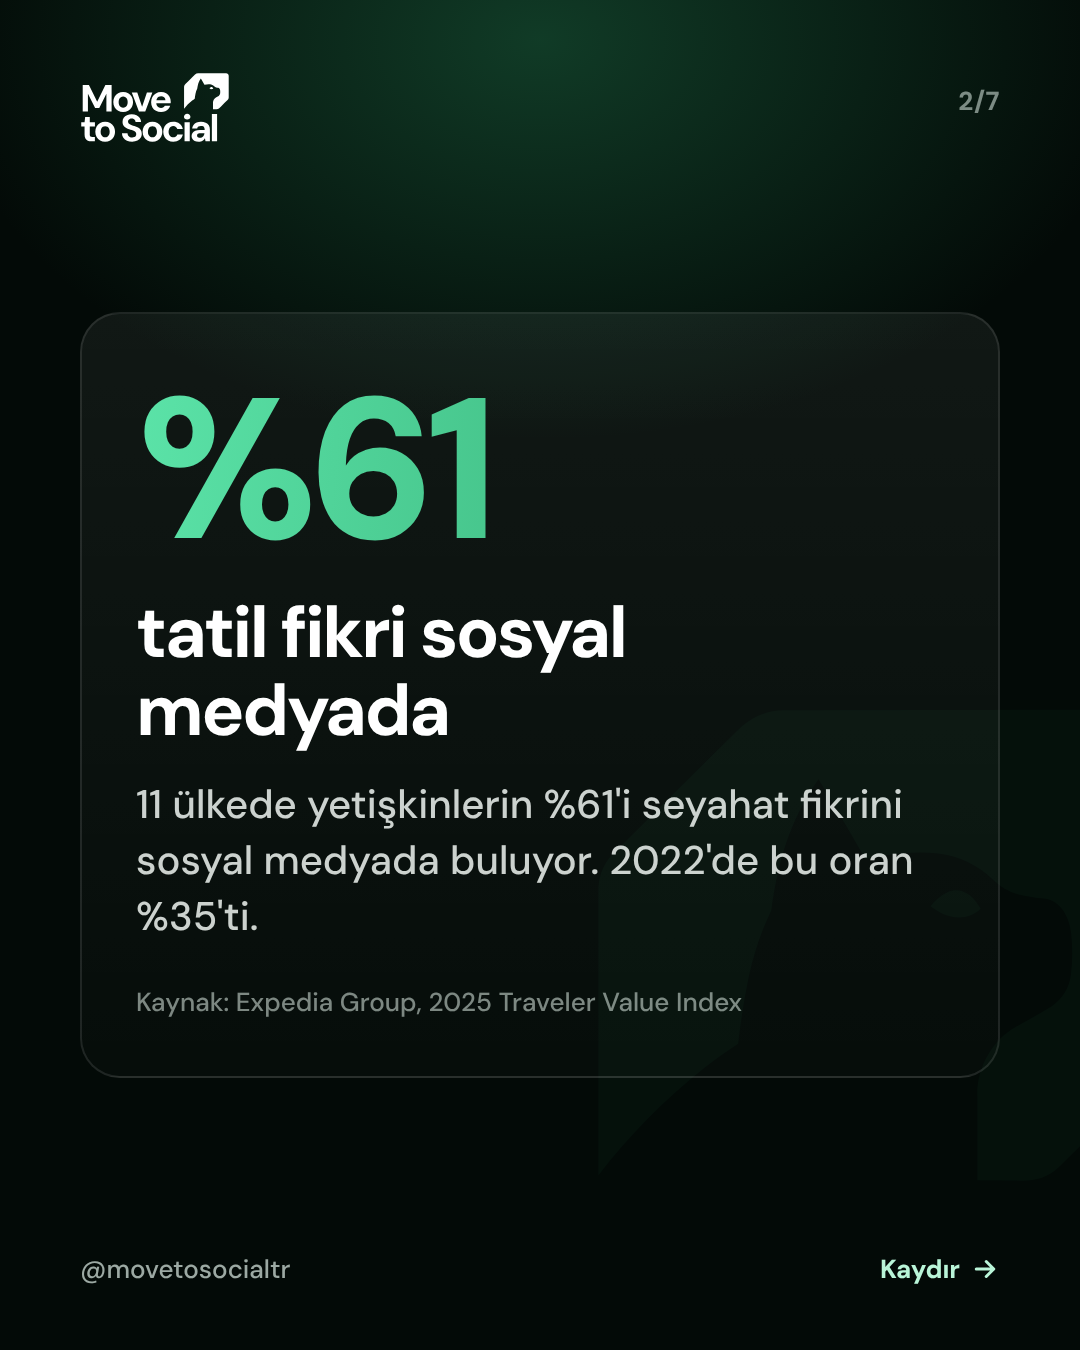 Move
to Social
2/7
%61
tatil fikri sosyal
medyada
11 ülkede yetişkinlerin %61'i seyahat fikrini
sosyal medyada buluyor. 2022'de bu oran
%35'ti.
Kaynak: Expedia Group, 2025 Traveler Value Index
@movetosocialtr
Kaydır →